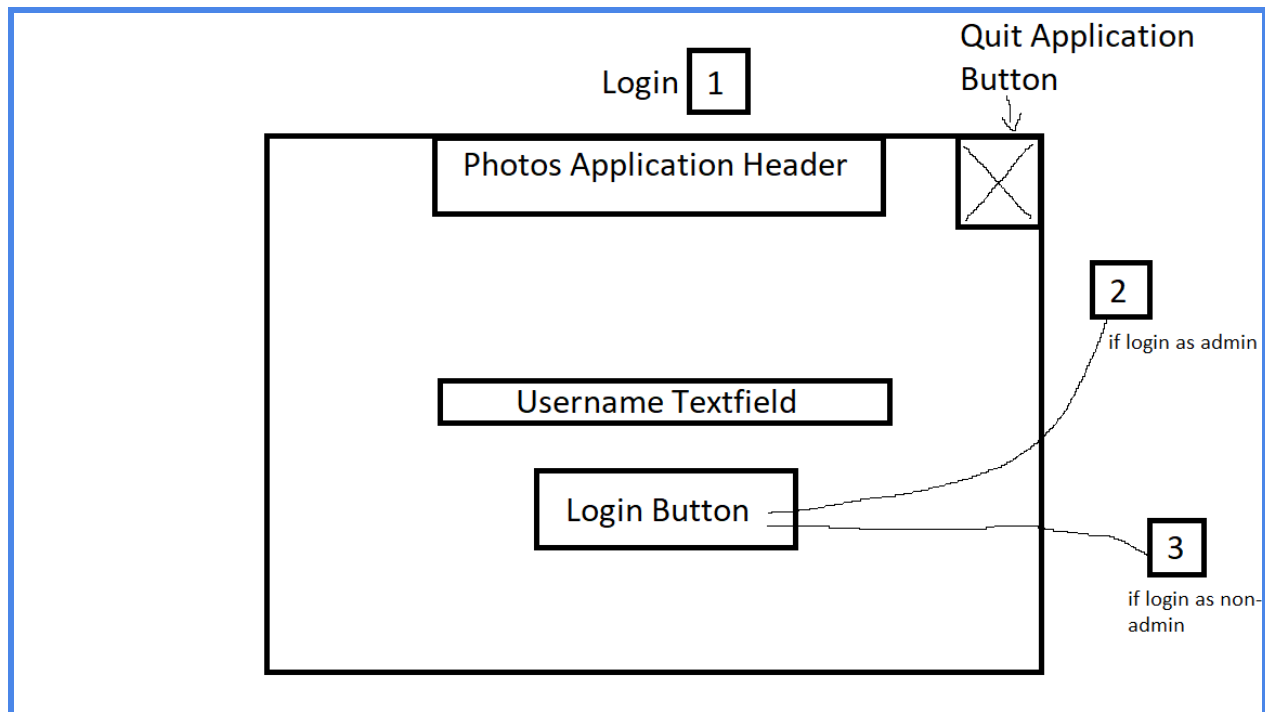 Quit Application
Button
Login 1
Photos Application Header
2
if login as admin
Username Textfield
Login Button
3
if login as non-
admin